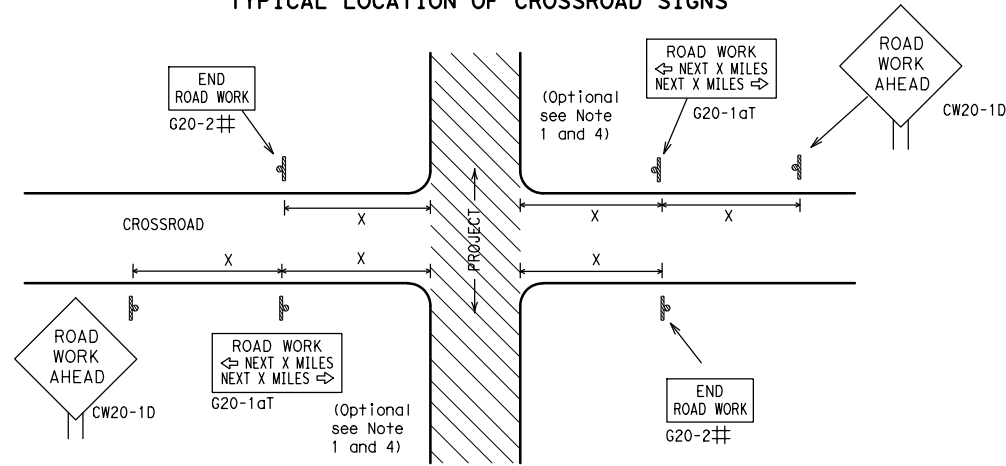 TYPICAL LOCATION OF CROSSROAD SIGNS
ROAD
WORK
AHEAD
CW20-1D
ROAD WORK
⇦ NEXT X MILES
NEXT X MILES ⇨
G20-1aT
(Optional
see Note
1 and 4)
END
ROAD WORK
G20-2#
X
X
X
CROSSROAD
PROJECT
X
X
X
ROAD
WORK
AHEAD
CW20-1D
ROAD WORK
⇦ NEXT X MILES
NEXT X MILES ⇨
G20-1aT
(Optional
see Note
1 and 4)
END
ROAD WORK
G20-2#